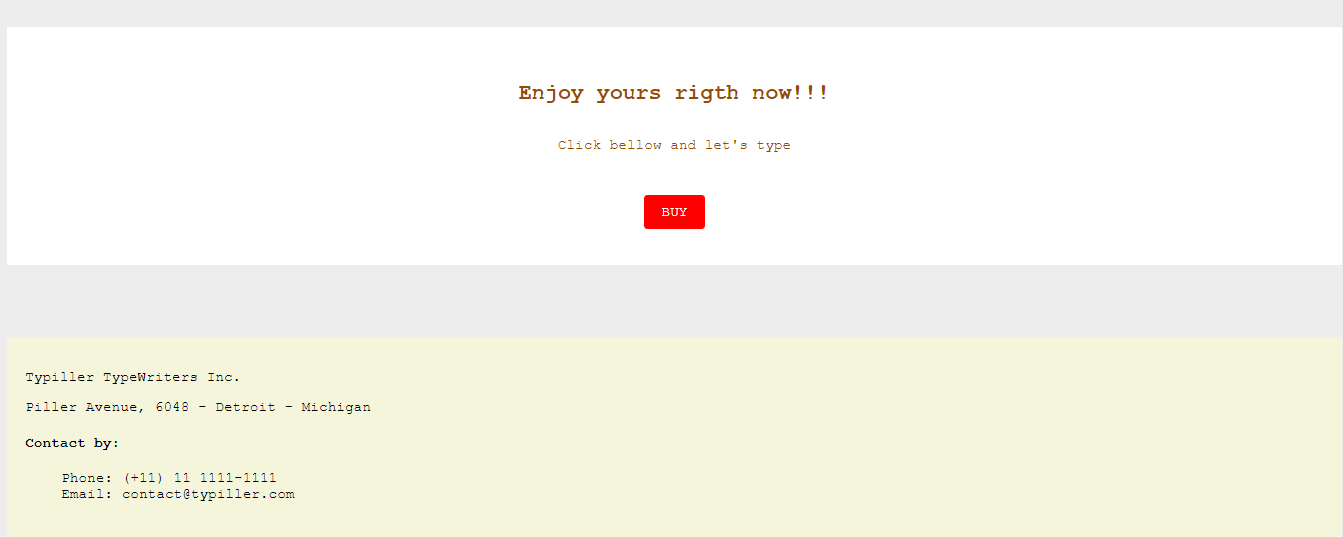 Enjoy yours rigth now!!!
Click bellow and let's type
BUY
Typiller TypeWriters Inc.
Piller Avenue, 6048 - Detroit - Michigan
Contact by:
Phone: (+11) 11 1111-1111
Email: contact@typiller.com